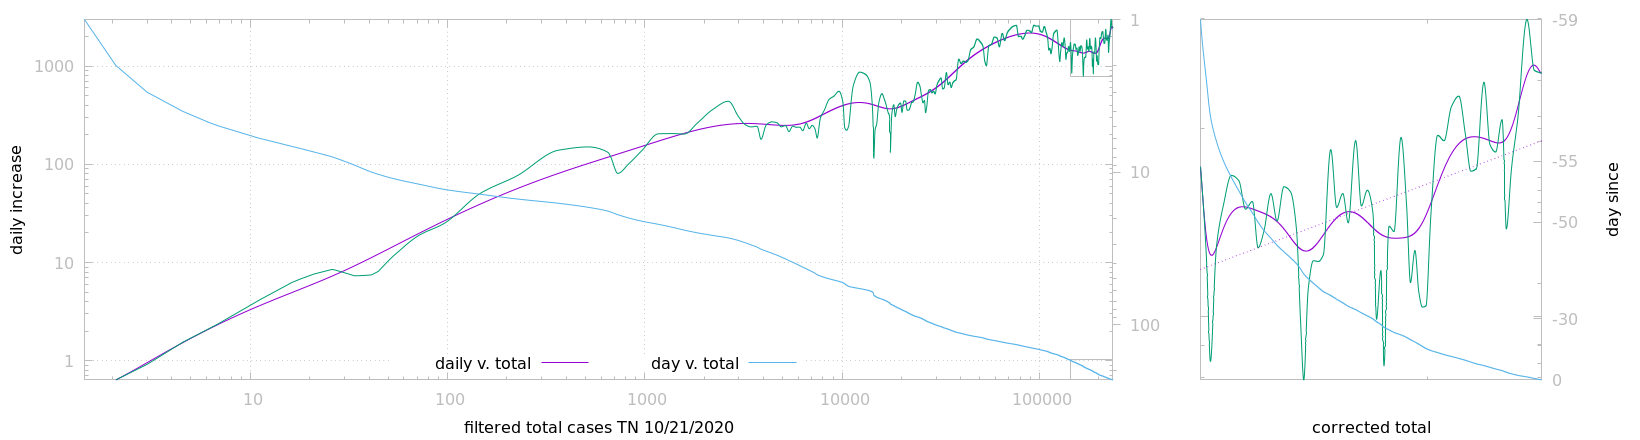 1
-59
1000
daily increase
100
10
1
10
100
-55
-50
-30
0
day since
daily v. total
day v. total
10
100
1000
10000
100000
filtered total cases TN 10/21/2020
corrected total